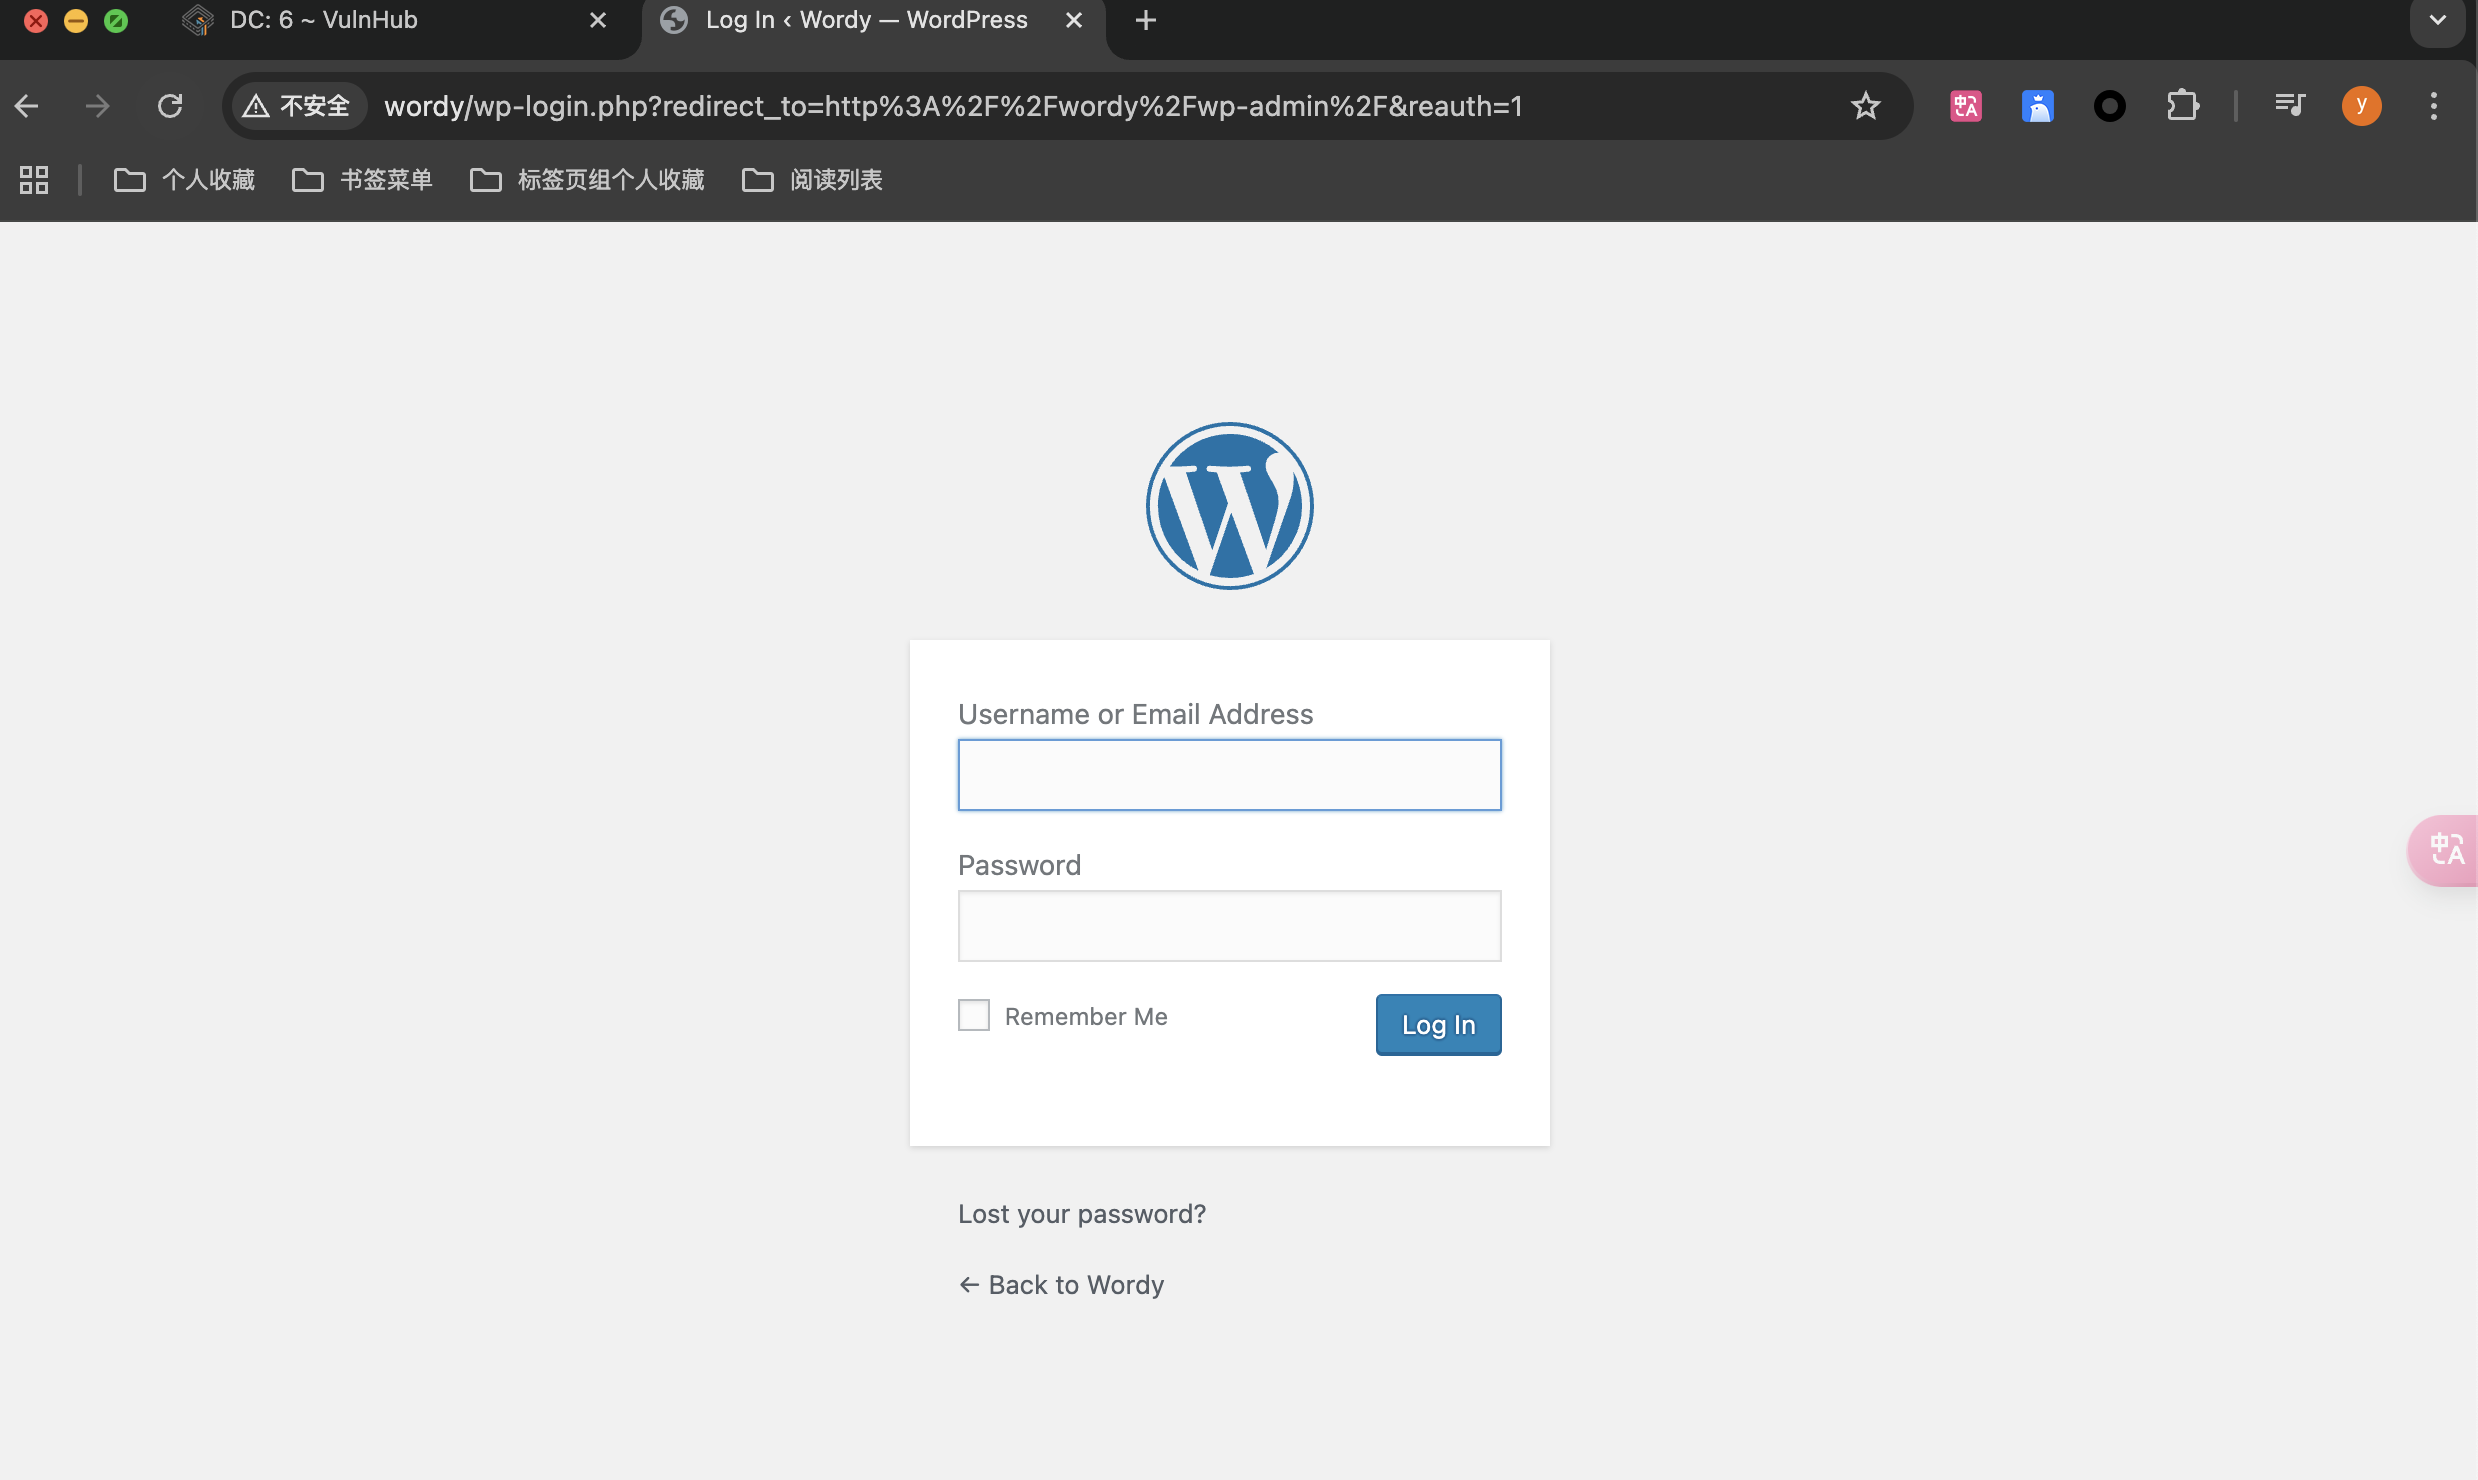 DC: 6 ~ VulnHub
Log In ‹ Wordy — WordPress
不安全
wordy/wp-login.php?redirect_to=http%3A%2F%2Fwordy%2Fwp-admin%2F&reauth=1
y
个人收藏
书签菜单
标签页组个人收藏
阅读列表
Username or Email Address
Password
Remember Me
Log In
Lost your password?
← Back to Wordy